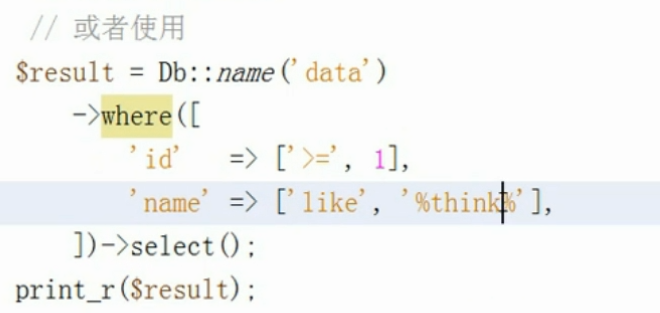 // 或者使用
$result = Db::name('data')
->where([
'id' => ['>=', 1],
'name' => ['like', '%think%'],
])->select();
print_r($result);